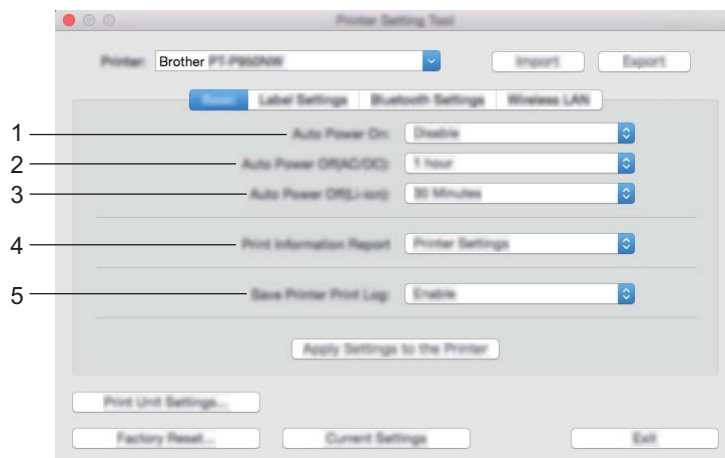 Printer Setting Tool
Printer: Brother PT-P950NW Import Export
Label Settings Bluetooth Settings Wireless LAN
1 Auto Power On: Disable
2 Auto Power Off(AC/DC): 1 hour
3 Auto Power Off(Li-ion): 30 Minutes
4 Print Information Report Printer Settings
5 Save Printer Print Log: Enable
Apply Settings to the Printer
Print Unit Settings...
Factory Reset... Current Settings Exit